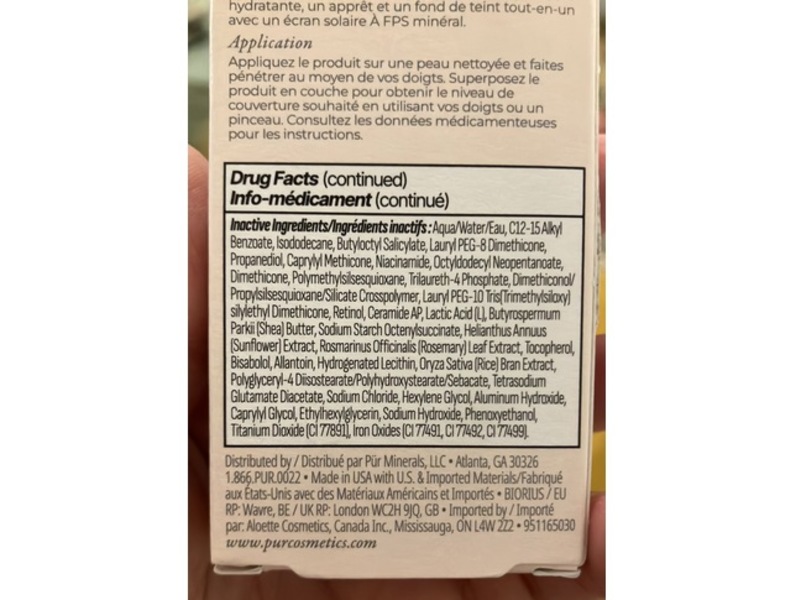 hydratante, un apprêt et un fond de teint tout-en-un
avec un écran solaire À FPS minéral.
Application
Appliquez le produit sur une peau nettoyée et faites
pénétrer au moyen de vos doigts. Superposez le
produit en couche pour obtenir le niveau de
couverture souhaité en utilisant vos doigts ou un
pinceau. Consultez les données médicamenteuses
pour les instructions.
Drug Facts (continued)
Info-médicament (continué)
Inactive Ingredients/Ingrédients inactifs : Aqua/Water/Eau, C12-15 Alkyl
Benzoate, Isododecane, Butyloctyl Salicylate, Lauryl PEG-8 Dimethicone,
Propanediol, Caprylyl Methicone, Niacinamide, Octyldodecyl Neopentanoate,
Dimethicone, Polymethylsilsesquioxane, Trilaureth-4 Phosphate, Dimethiconol/
Propylsilsesquioxane/Silicate Crosspolymer, Lauryl PEG-10 Tris(Trimethylsiloxy)
silylethyl Dimethicone, Retinol, Ceramide AP, Lactic Acid (L), Butyrospermum
Parkii (Shea) Butter, Sodium Starch Octenylsuccinate, Helianthus Annuus
(Sunflower) Extract, Rosmarinus Officinalis (Rosemary) Leaf Extract, Tocopherol,
Bisabolol, Allantoin, Hydrogenated Lecithin, Oryza Sativa (Rice) Bran Extract,
Polyglyceryl-4 Diisostearate/Polyhydroxystearate/Sebacate, Tetrasodium
Glutamate Diacetate, Sodium Chloride, Hexylene Glycol, Aluminum Hydroxide,
Caprylyl Glycol, Ethylhexylglycerin, Sodium Hydroxide, Phenoxyethanol,
Titanium Dioxide (CI 77891), Iron Oxides (CI 77491, CI 77492, CI 77499).
Distributed by / Distribué par Pür Minerals, LLC • Atlanta, GA 30326
1.866.PUR.0022 • Made in USA with U.S. & Imported Materials/Fabriqué
aux États-Unis avec des Matériaux Américains et Importés • BIORIUS / EU
RP: Wavre, BE / UK RP: London WC2H 9JQ, GB • Imported by / Importé
par: Aloette Cosmetics, Canada Inc., Mississauga, ON L4W 2Z2 • 951165030
www.purcosmetics.com